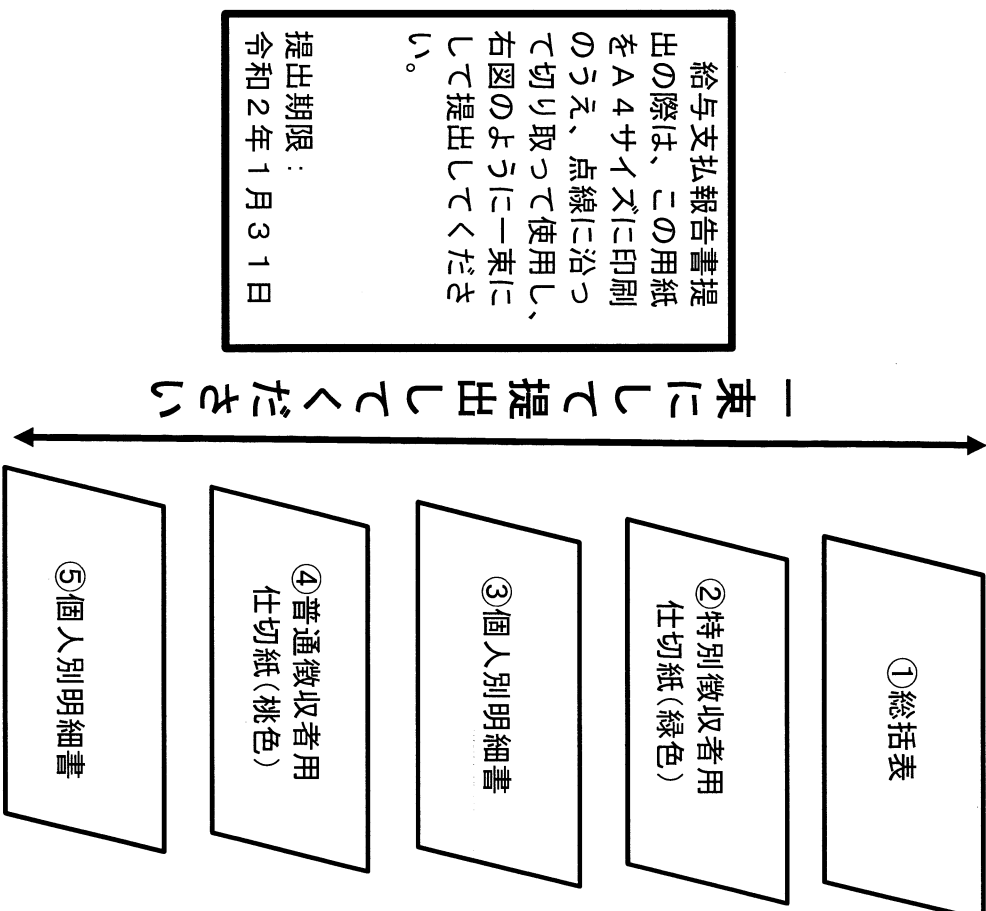 給与支払報告書提
出の際は、この用紙
をA４サイズに印刷
のうえ、点線に沿っ
て切り取って使用し、
右図のように一束に
して提出してくださ
い。
提出期限：
令和２年１月３１日
一束にして提出してください
①総括表
②特別徴収者用
仕切紙(緑色)
③個人別明細書
④普通徴収者用
仕切紙(桃色)
⑤個人別明細書